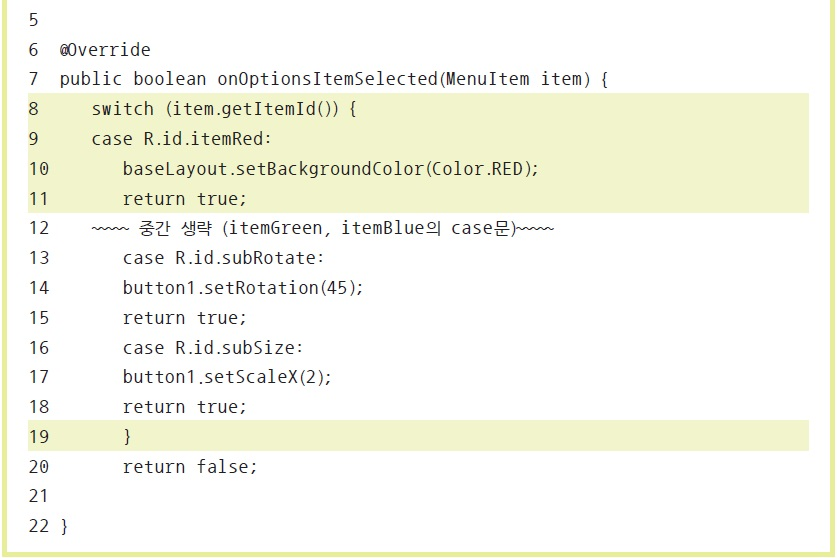 5
6 @Override
7 public boolean onOptionsItemSelected(MenuItem item) {
8 switch (item.getItemId()) {
9 case R.id.itemRed:
10 baseLayout.setBackgroundColor(Color.RED);
11 return true;
12 ~~~~~ 중간 생략 (itemGreen, itemBlue의 case문)~~~~~
13 case R.id.subRotate:
14 button1.setRotation(45);
15 return true;
16 case R.id.subSize:
17 button1.setScaleX(2);
18 return true;
19 }
20 return false;
21
22 }